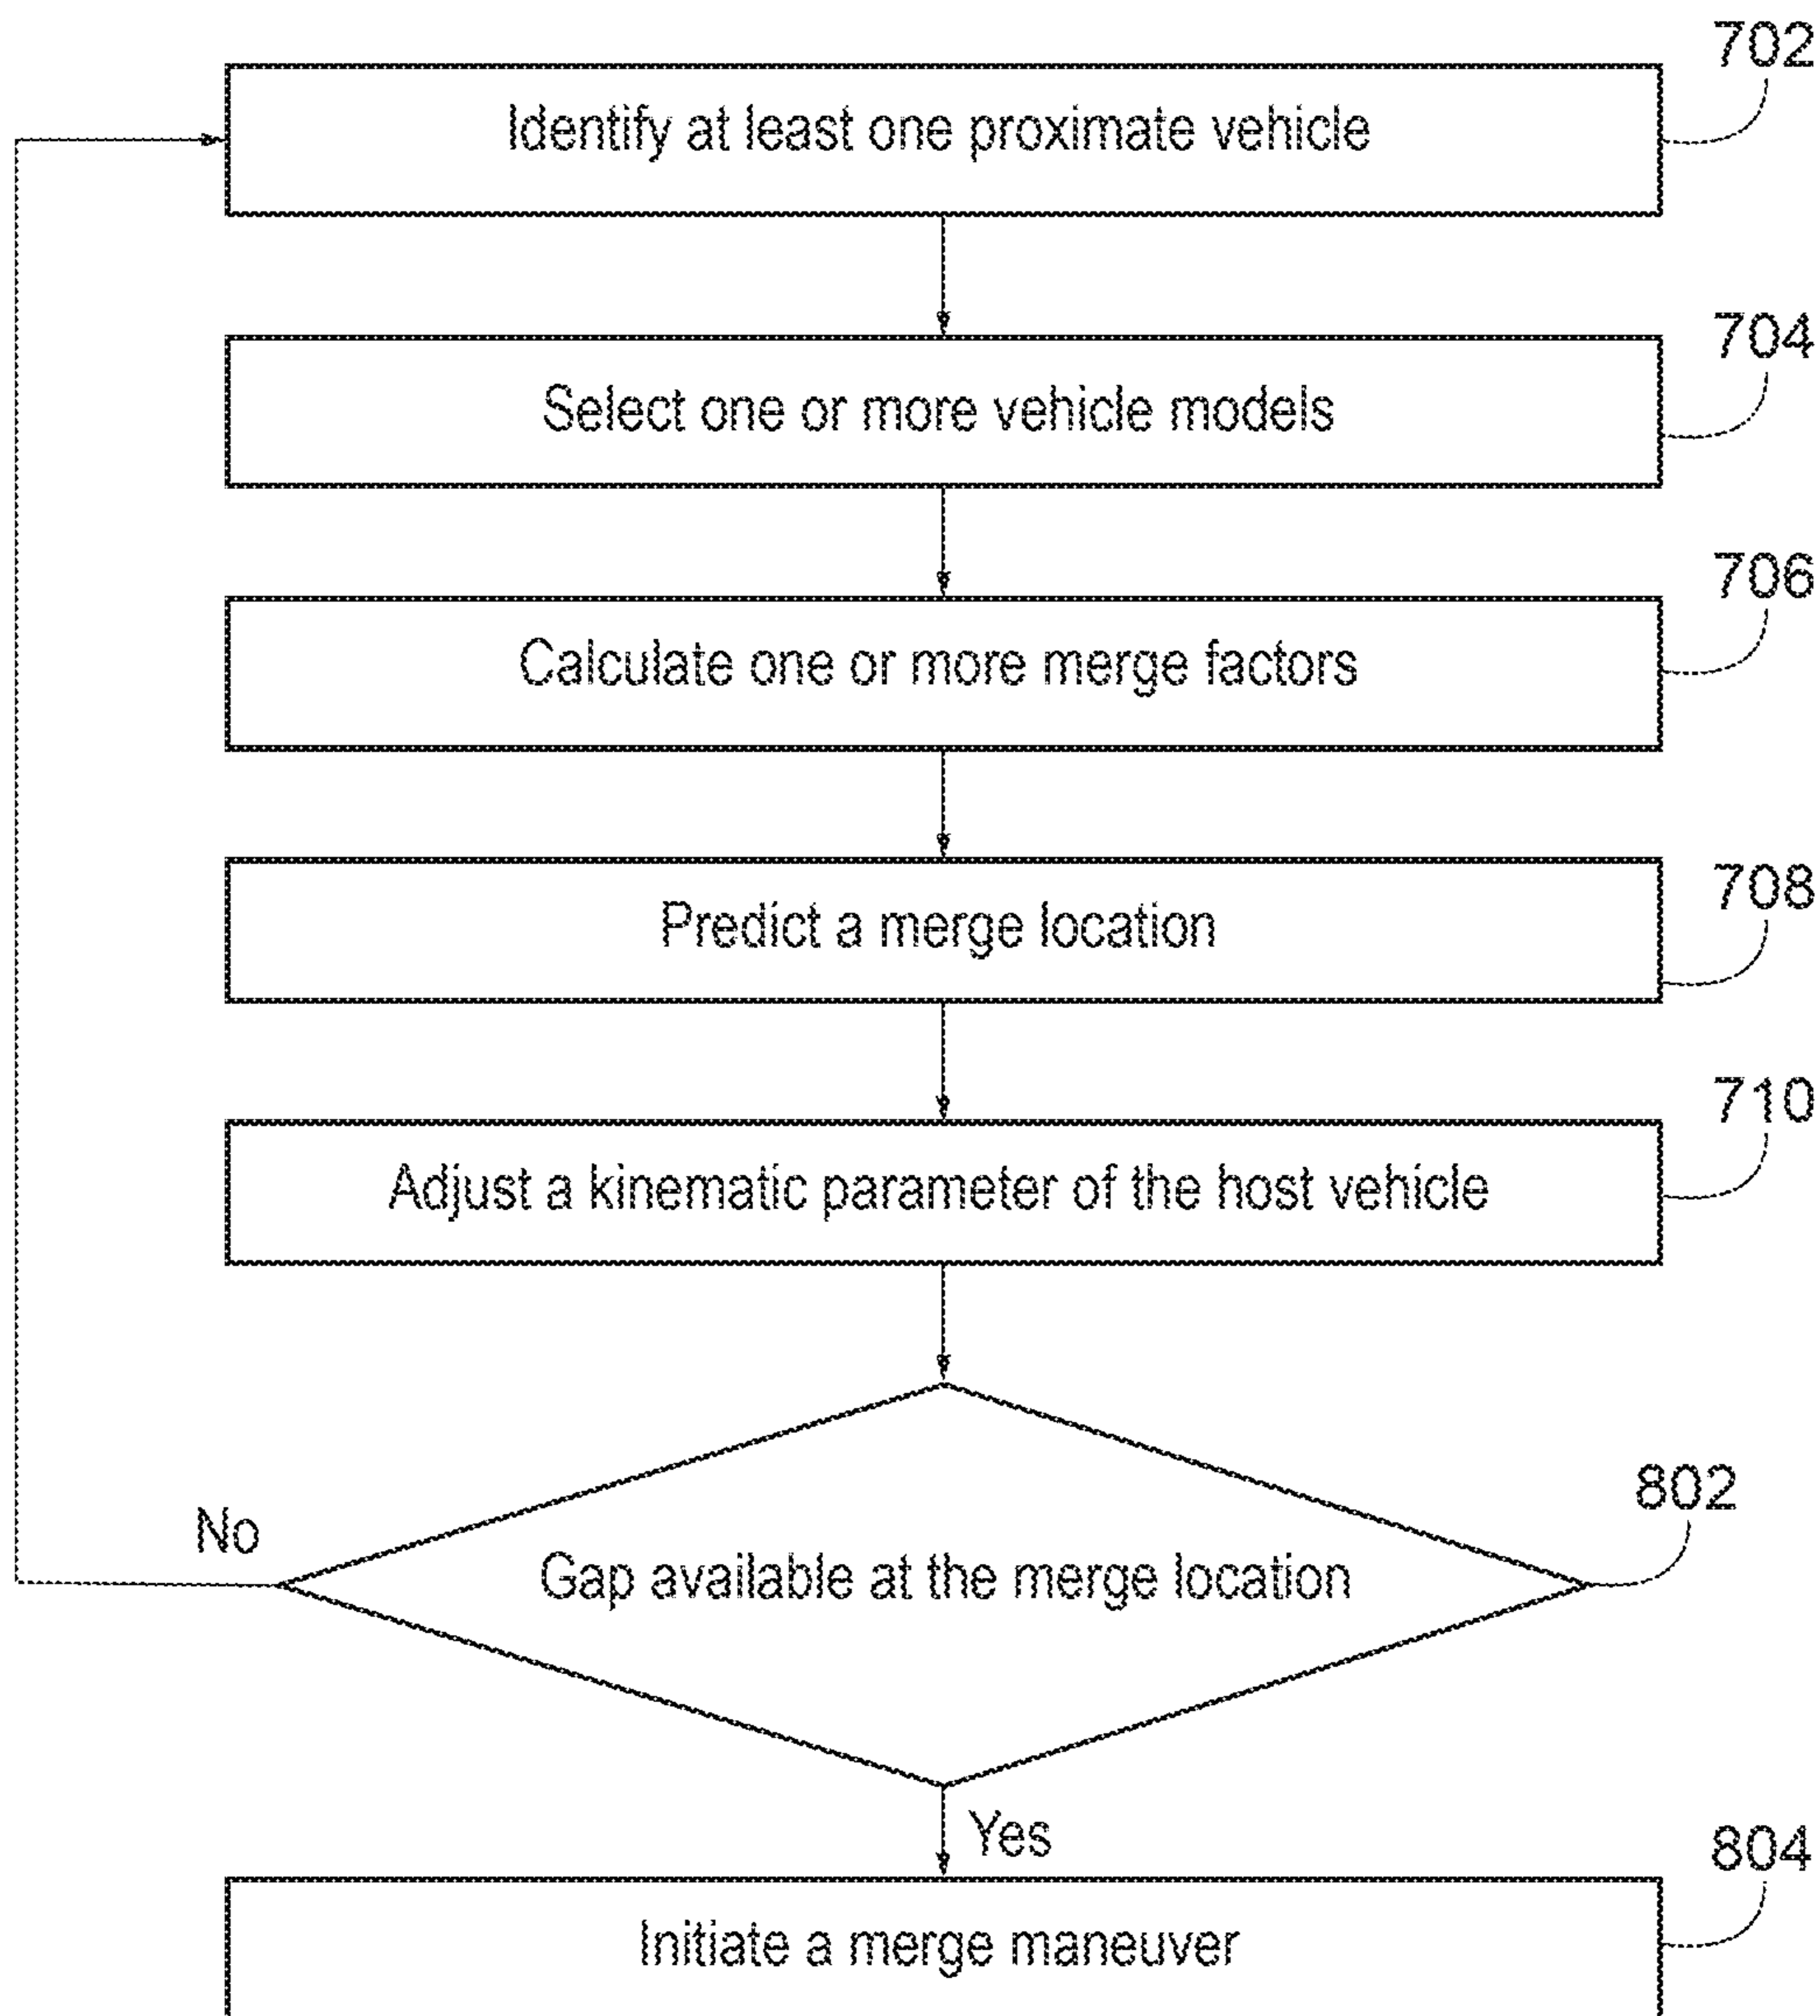 702
Identify at least one proximate vehicle
704
Select one or more vehicle models
706
Calculate one or more merge factors
708
Predict a merge location
710
Adjust a kinematic parameter of the host vehicle
802
No
Gap available at the merge location
Yes
804
Initiate a merge maneuver